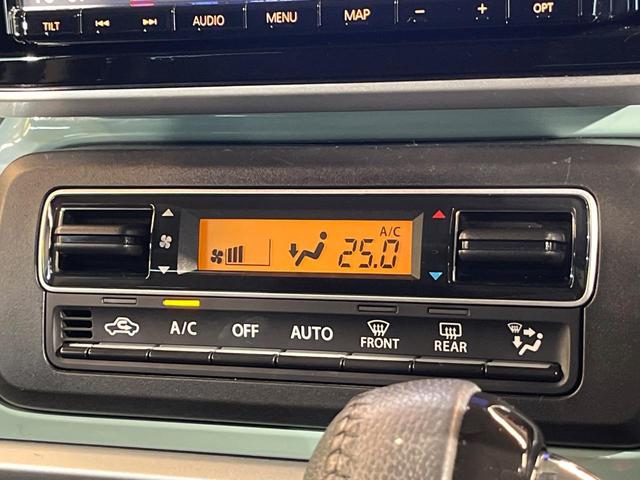 TILT AUDIO MENU MAP − + OPT
A/C
25.0
A/C OFF AUTO FRONT REAR